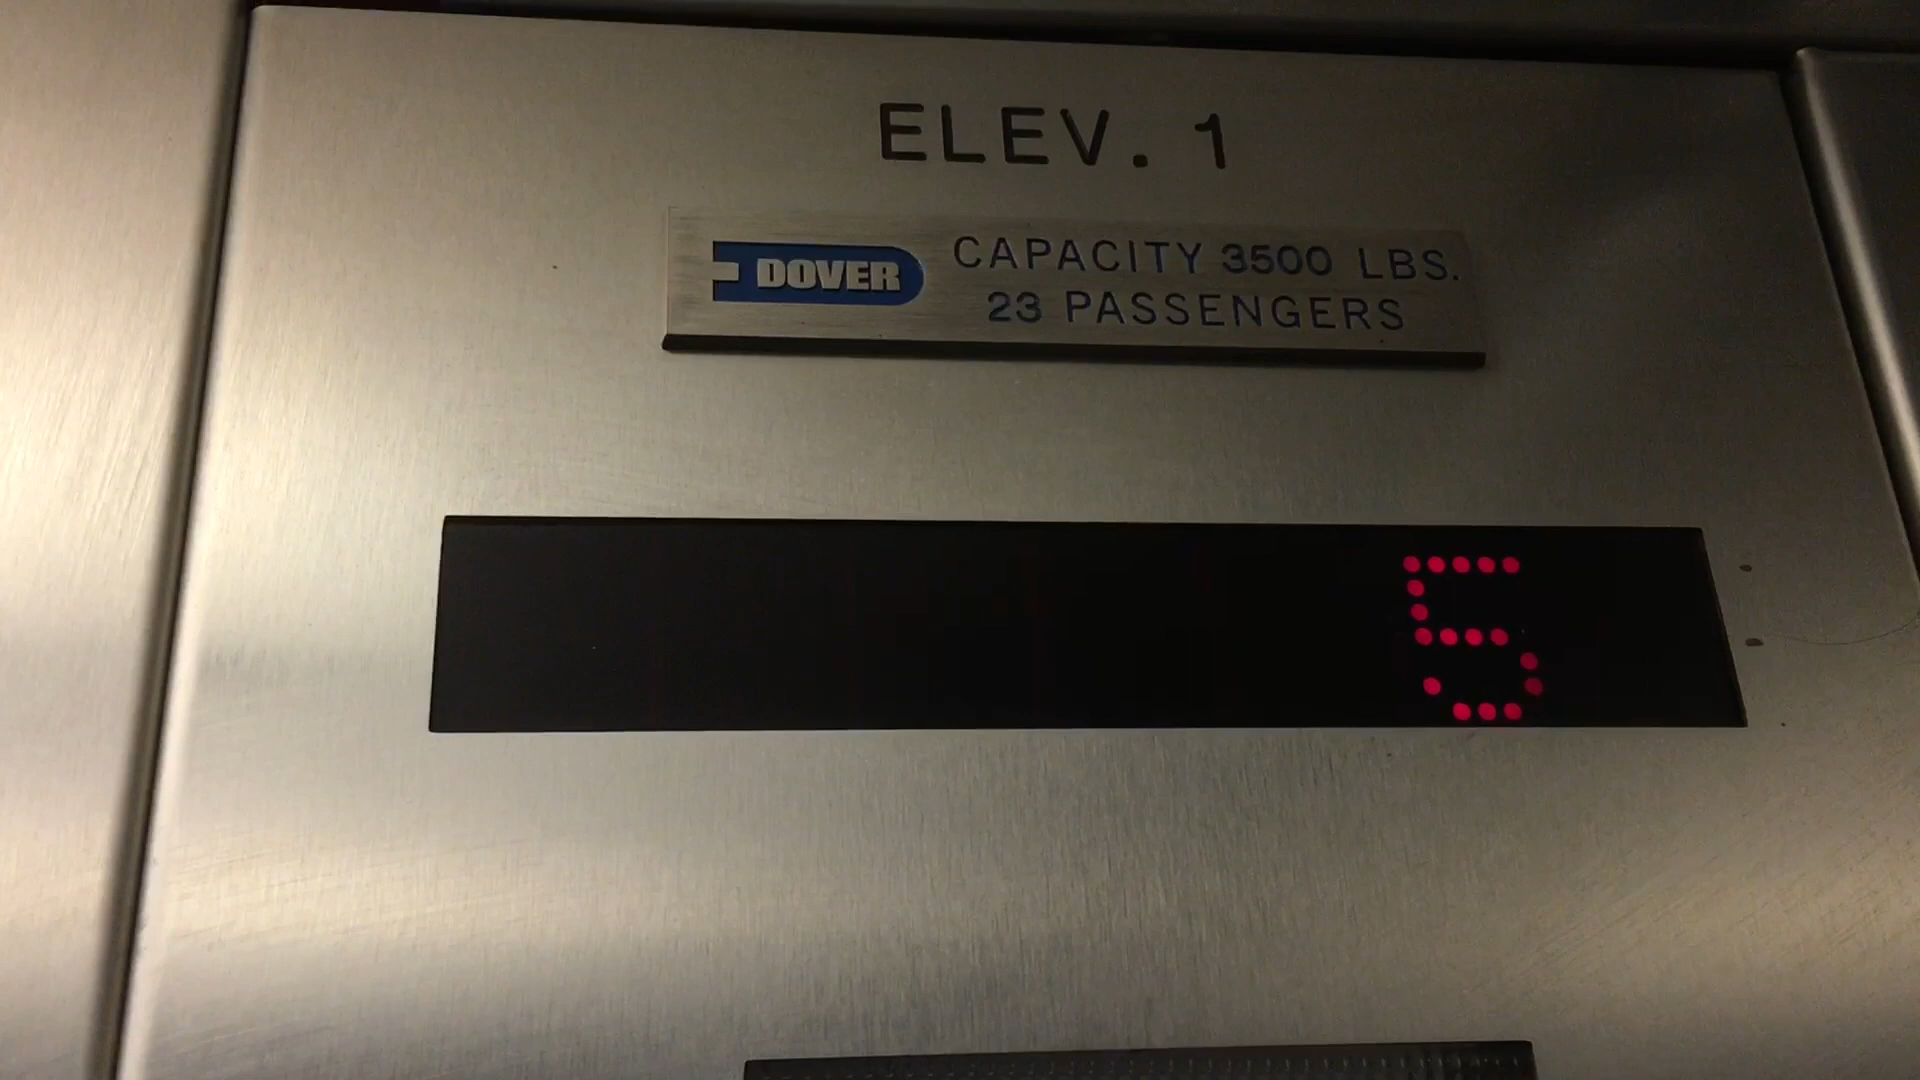 ELEV. 1
DOVER
CAPACITY 3500 LBS.
23 PASSENGERS
5